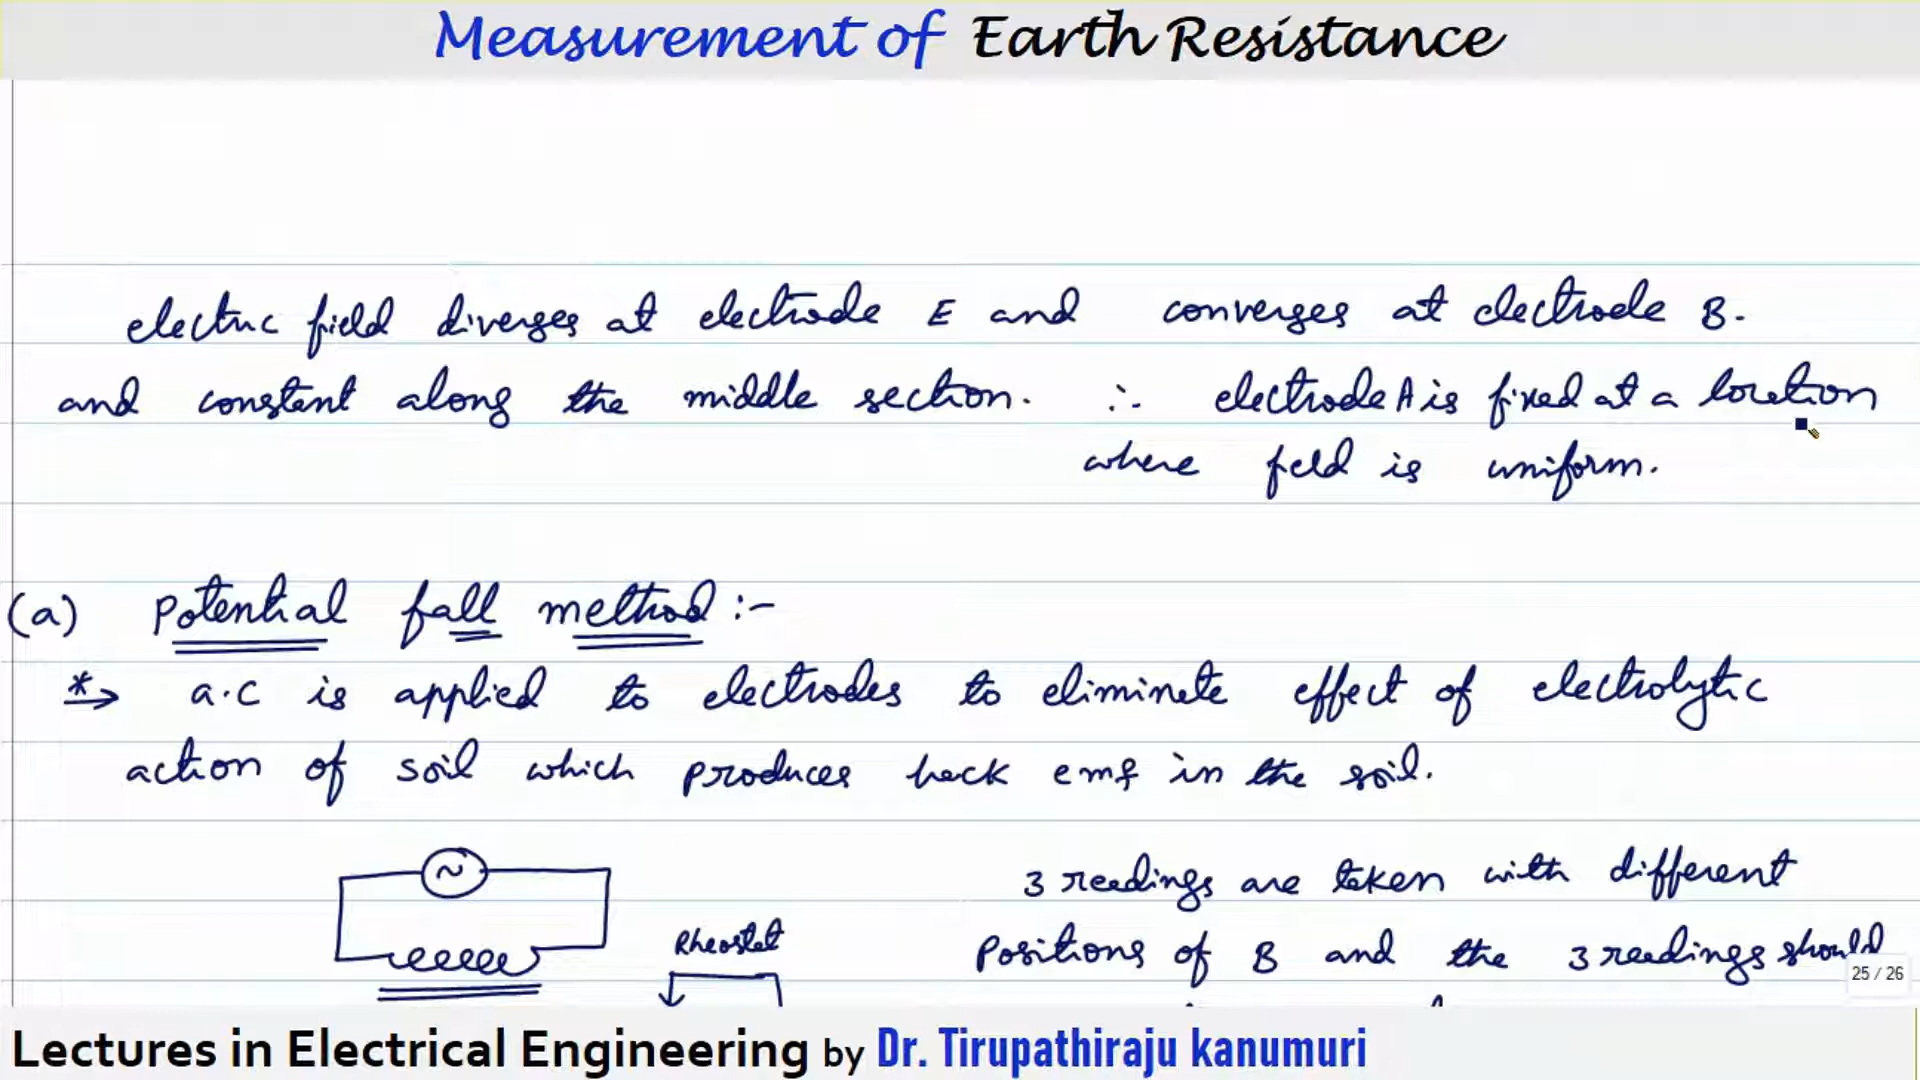 Measurement of Earth Resistance
electric field diverges at electrode E and converges at electrode B.
and constant along the middle section. ∴ electrode A is fixed at a location
where field is uniform.
(a) Potential fall method :-
*→ a.c is applied to electrodes to eliminate effect of electrolytic
action of soil which produces back emf in the soil.
~
3 readings are taken with different
Rheostat
Positions of B and the 3 readings should
25 / 26
Lectures in Electrical Engineering by Dr. Tirupathiraju kanumuri